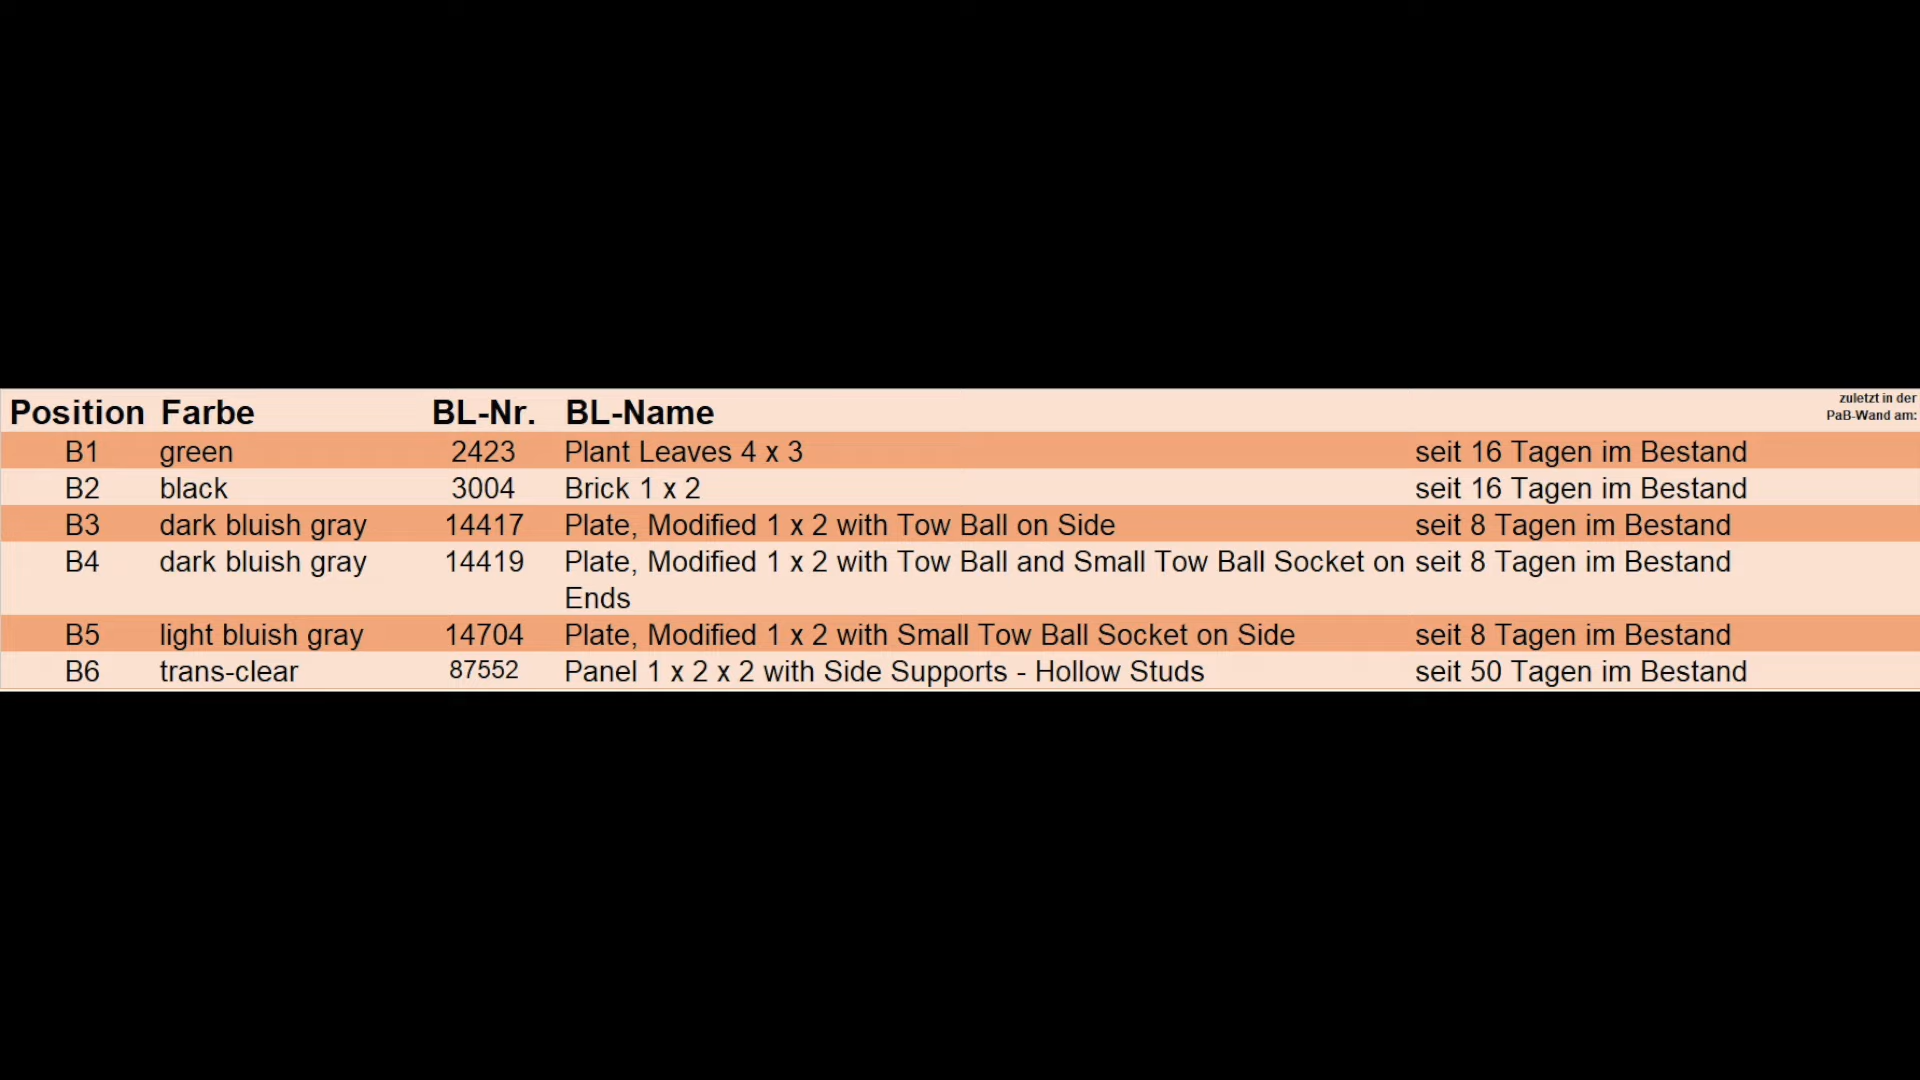 Position Farbe BL-Nr. BL-Name zuletzt in der
PaB-Wand am:
B1 green 2423 Plant Leaves 4 x 3 seit 16 Tagen im Bestand
B2 black 3004 Brick 1 x 2 seit 16 Tagen im Bestand
B3 dark bluish gray 14417 Plate, Modified 1 x 2 with Tow Ball on Side seit 8 Tagen im Bestand
B4 dark bluish gray 14419 Plate, Modified 1 x 2 with Tow Ball and Small Tow Ball Socket on seit 8 Tagen im Bestand
Ends
B5 light bluish gray 14704 Plate, Modified 1 x 2 with Small Tow Ball Socket on Side seit 8 Tagen im Bestand
B6 trans-clear 87552 Panel 1 x 2 x 2 with Side Supports - Hollow Studs seit 50 Tagen im Bestand